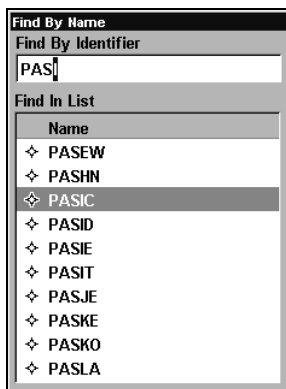 Find By Name
Find By Identifier
PASI
Find In List
Name
PASEW
PASHN
PASIC
PASID
PASIE
PASIT
PASJE
PASKE
PASKO
PASLA